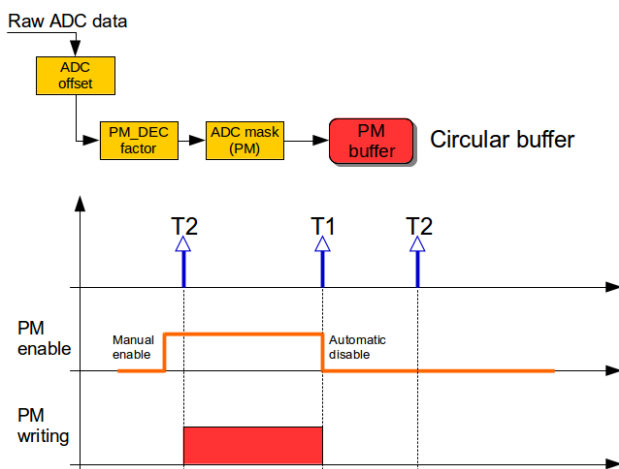 Raw ADC data
ADC
offset
PM_DEC
factor
ADC mask
(PM)
PM
buffer
Circular buffer
T2
T1
T2
PM
enable
Manual
enable
Automatic
disable
PM
writing